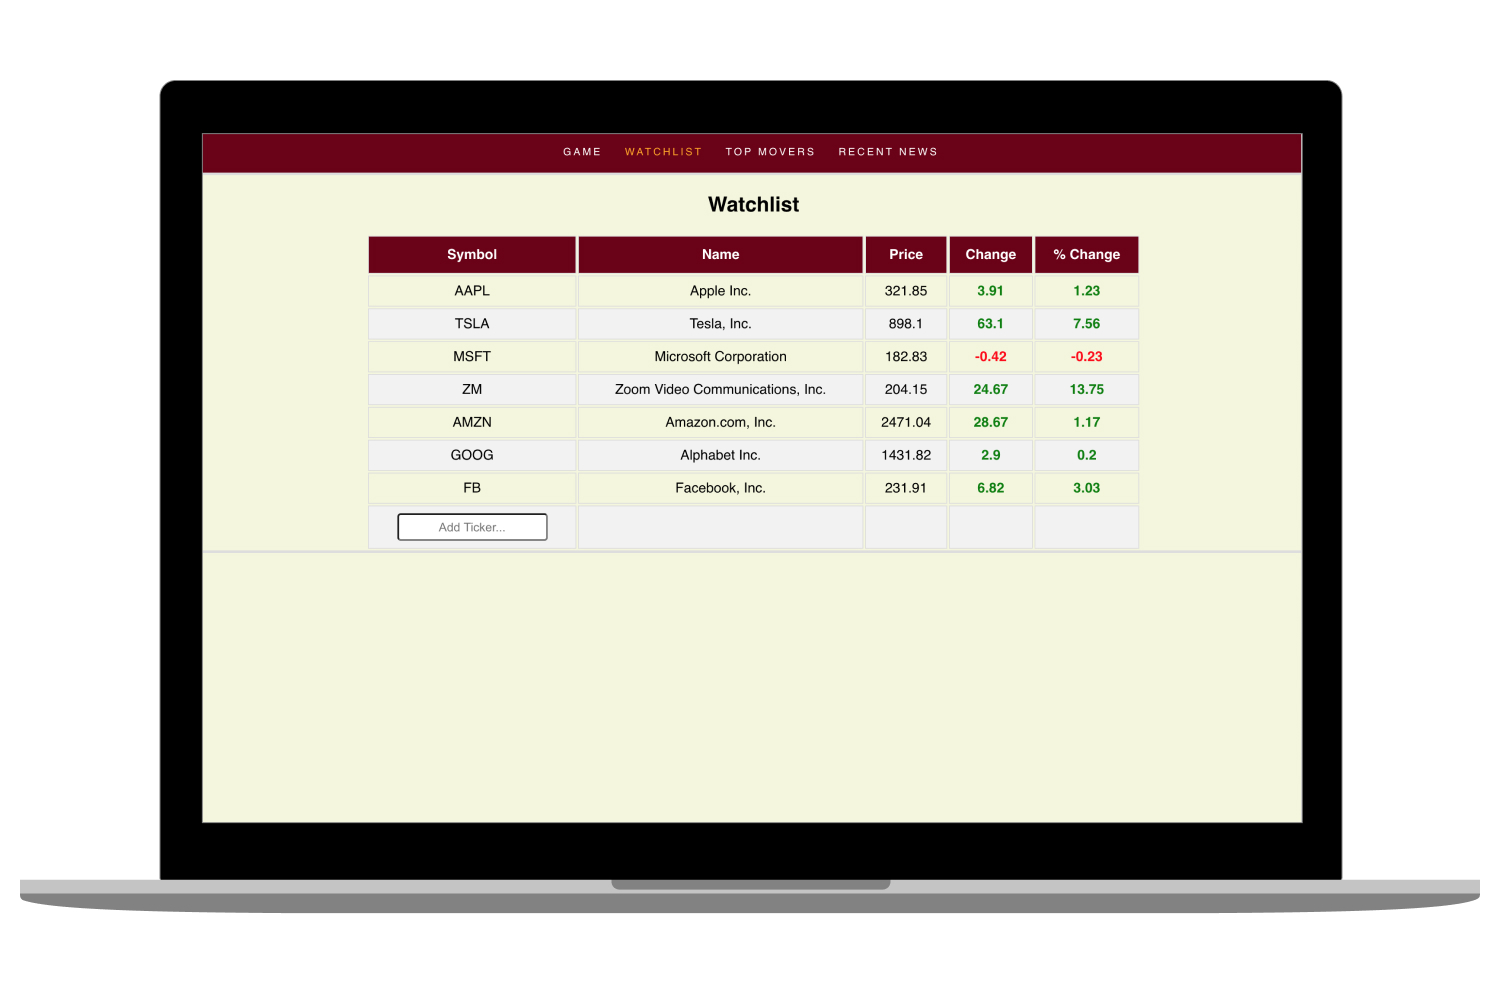 GAME WATCHLIST TOP MOVERS RECENT NEWS
Watchlist
Symbol Name Price Change % Change
AAPL Apple Inc. 321.85 3.91 1.23
TSLA Tesla, Inc. 898.1 63.1 7.56
MSFT Microsoft Corporation 182.83 -0.42 -0.23
ZM Zoom Video Communications, Inc. 204.15 24.67 13.75
AMZN Amazon.com, Inc. 2471.04 28.67 1.17
GOOG Alphabet Inc. 1431.82 2.9 0.2
FB Facebook, Inc. 231.91 6.82 3.03
Add Ticker...